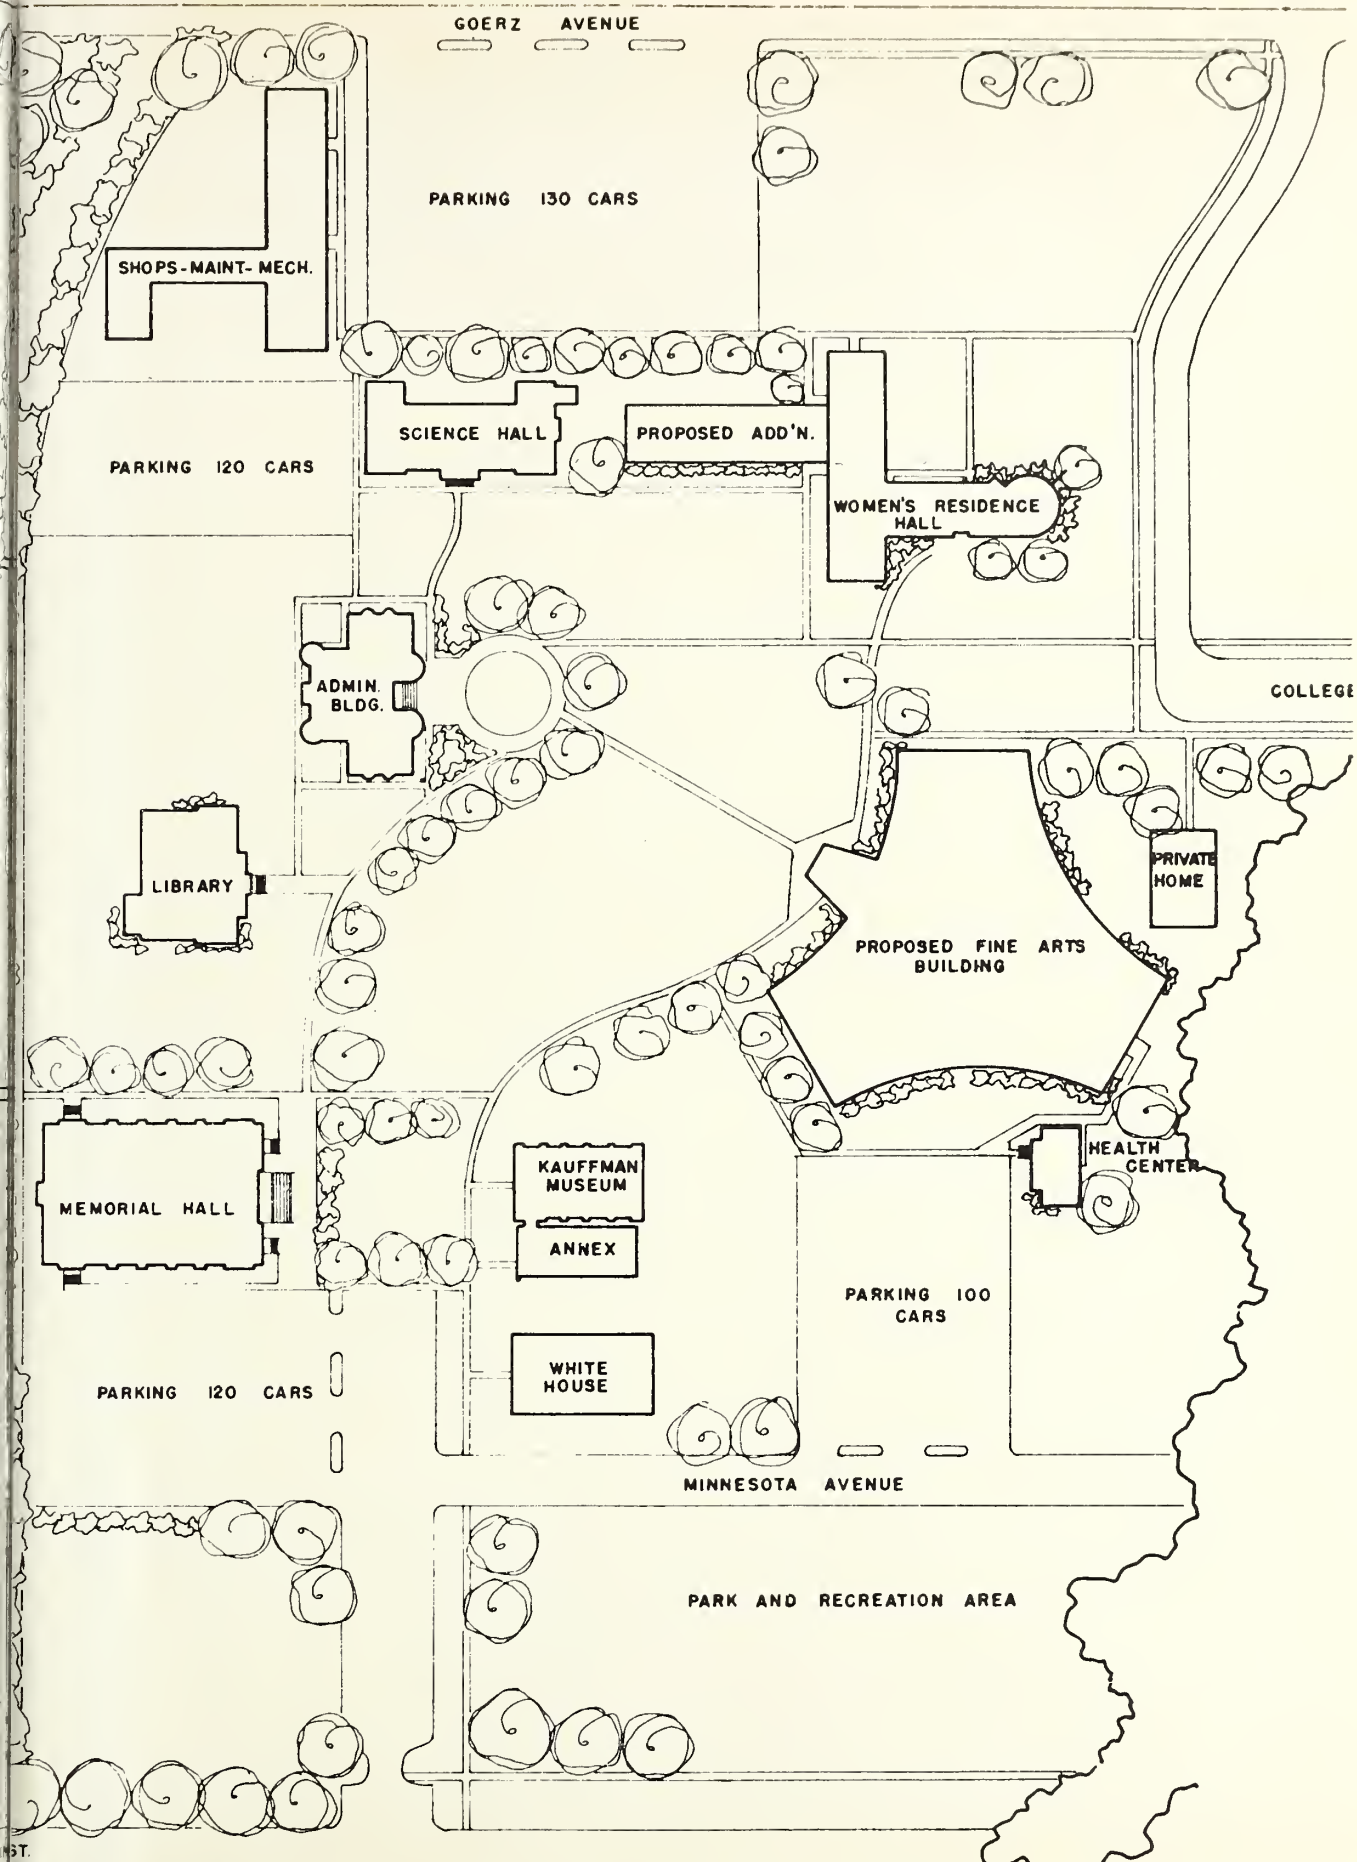 GOERZ AVENUE
PARKING 130 CARS
SHOPS-MAINT-MECH.
SCIENCE HALL
PROPOSED ADD'N.
PARKING 120 CARS
WOMEN'S RESIDENCE
HALL
ADMIN.
BLDG.
COLLEGE
LIBRARY
PRIVATE
HOME
PROPOSED FINE ARTS
BUILDING
HEALTH
CENTER
KAUFFMAN
MUSEUM
MEMORIAL HALL
ANNEX
PARKING 100
CARS
WHITE
HOUSE
PARKING 120 CARS
MINNESOTA AVENUE
PARK AND RECREATION AREA
ST.